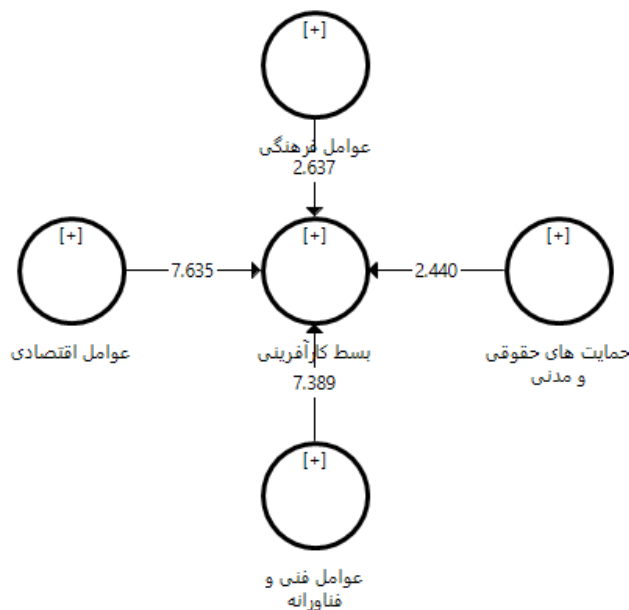 [+]
عوامل فرهنگی
2.637
[+]
[+]
[+]
7.635
2.440
عوامل اقتصادی
بسط کارآفرینی
حمایت های حقوقی
و مدنی
7.389
[+]
عوامل فنی و
فناورانه